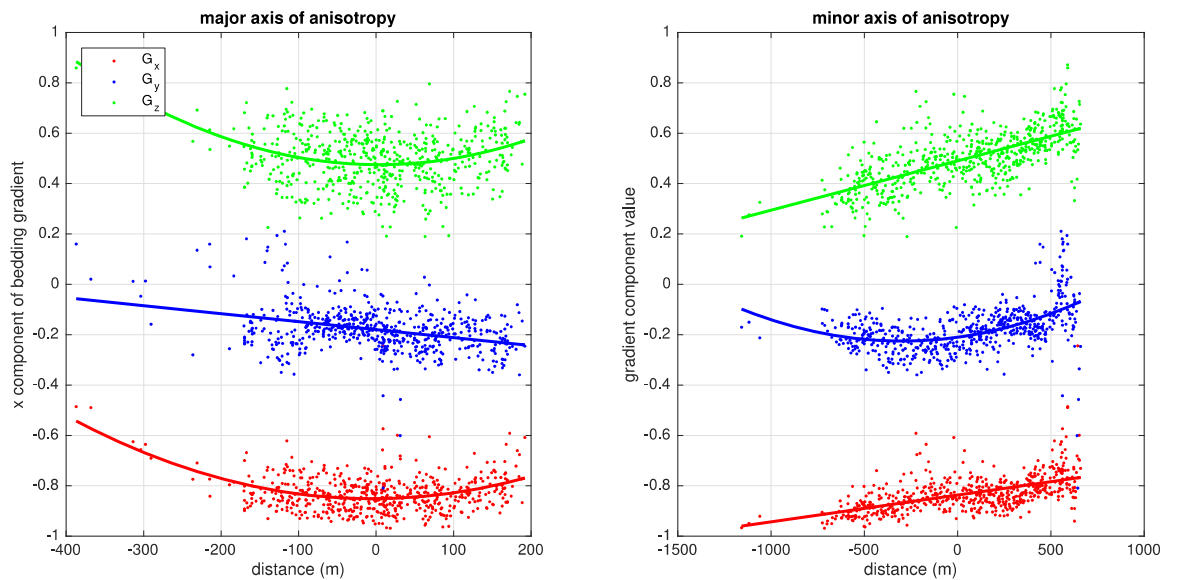 major axis of anisotropy
x component of bedding gradient
1
0.8
0.6
0.4
0.2
0
-0.2
-0.4
-0.6
-0.8
-1
G_x
G_y
G_z
-400 -300 -200 -100 0 100 200
distance (m)
minor axis of anisotropy
gradient component value
1
0.8
0.6
0.4
0.2
0
-0.2
-0.4
-0.6
-0.8
-1
-1500 -1000 -500 0 500 1000
distance (m)